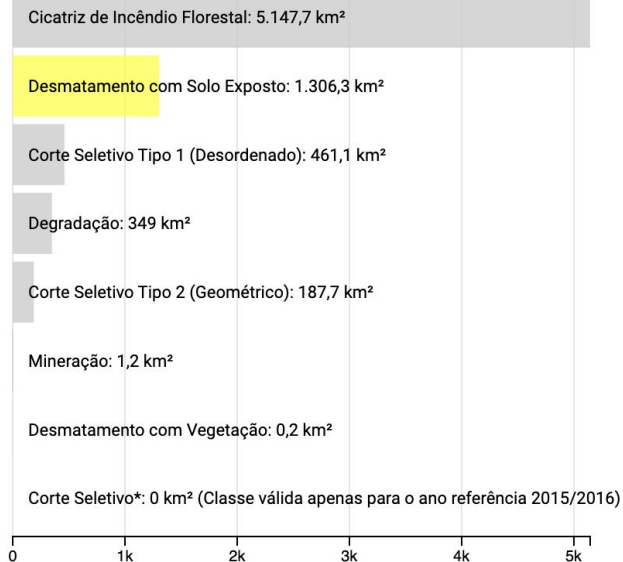 Cicatriz de Incêndio Florestal: 5.147,7 km²
Desmatamento com Solo Exposto: 1.306,3 km²
Corte Seletivo Tipo 1 (Desordenado): 461,1 km²
Degradação: 349 km²
Corte Seletivo Tipo 2 (Geométrico): 187,7 km²
Mineração: 1,2 km²
Desmatamento com Vegetação: 0,2 km²
Corte Seletivo*: 0 km² (Classe válida apenas para o ano referência 2015/2016)
0 1k 2k 3k 4k 5k